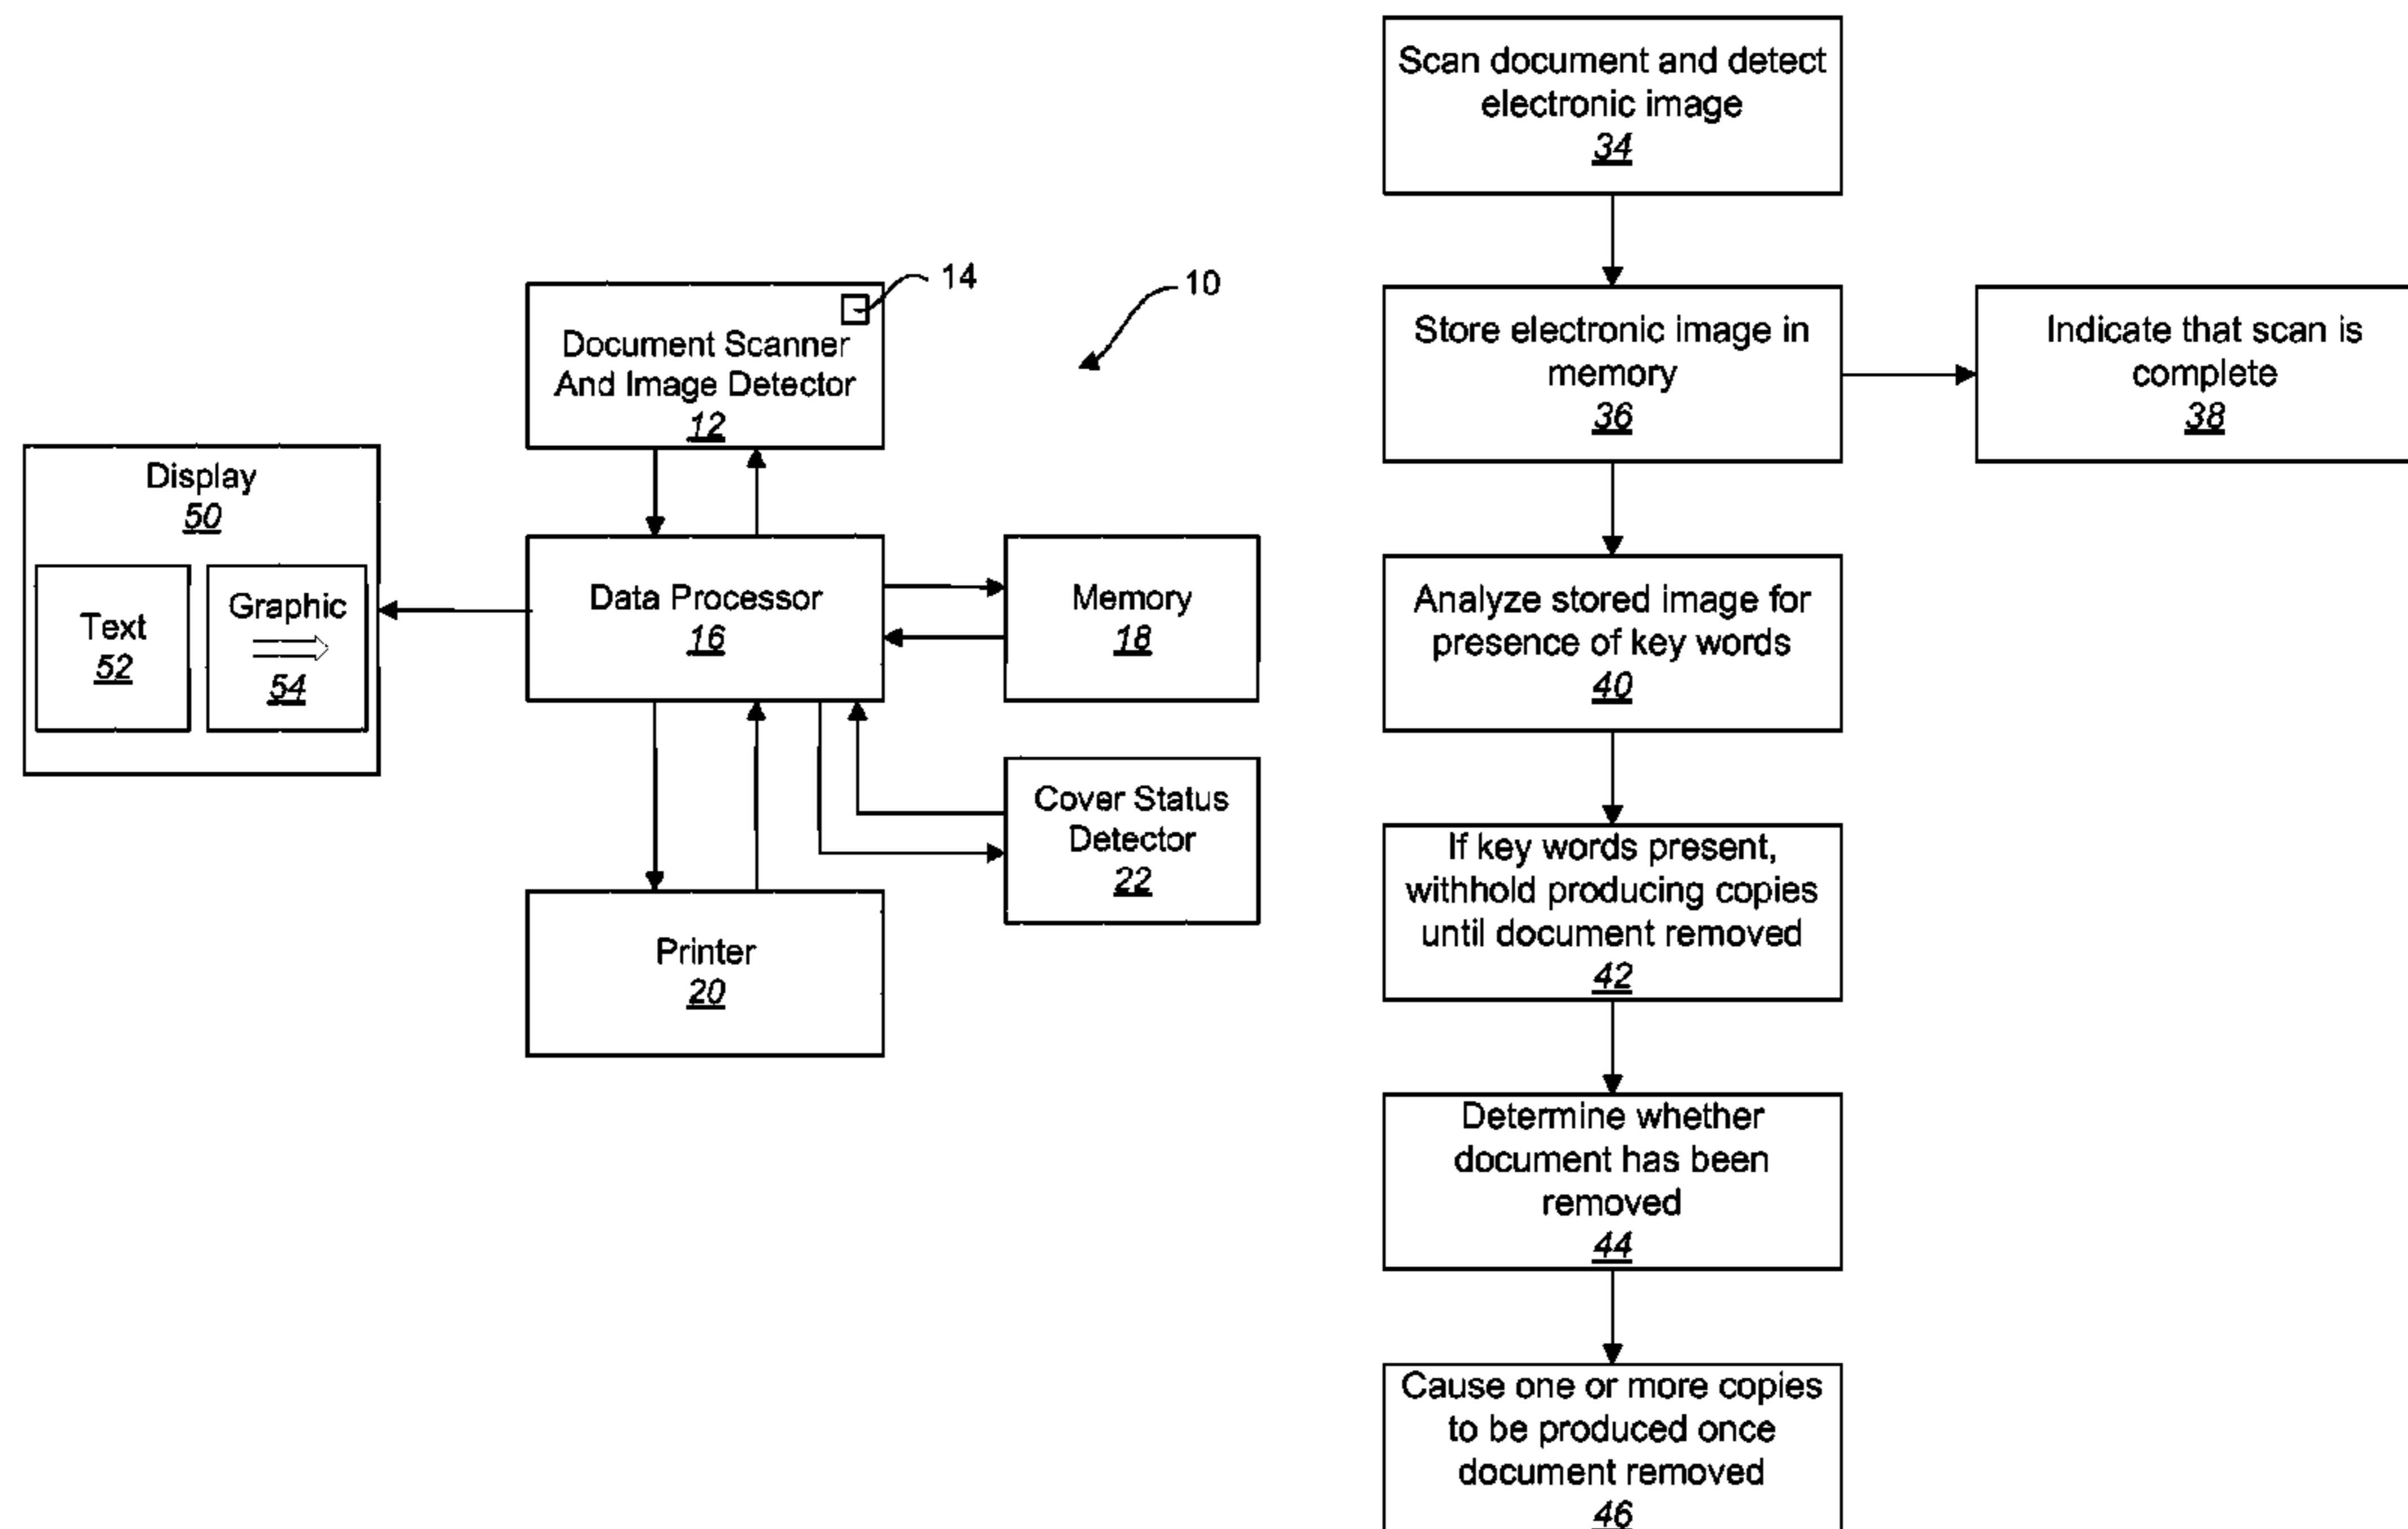 14
10
Document Scanner
And Image Detector
12
Display
50
Text
52
Graphic
54
Data Processor
16
Memory
18
Cover Status
Detector
22
Printer
20
Scan document and detect
electronic image
34
Store electronic image in
memory
36
Indicate that scan is
complete
38
Analyze stored image for
presence of key words
40
If key words present,
withhold producing copies
until document removed
42
Determine whether
document has been
removed
44
Cause one or more copies
to be produced once
document removed
46